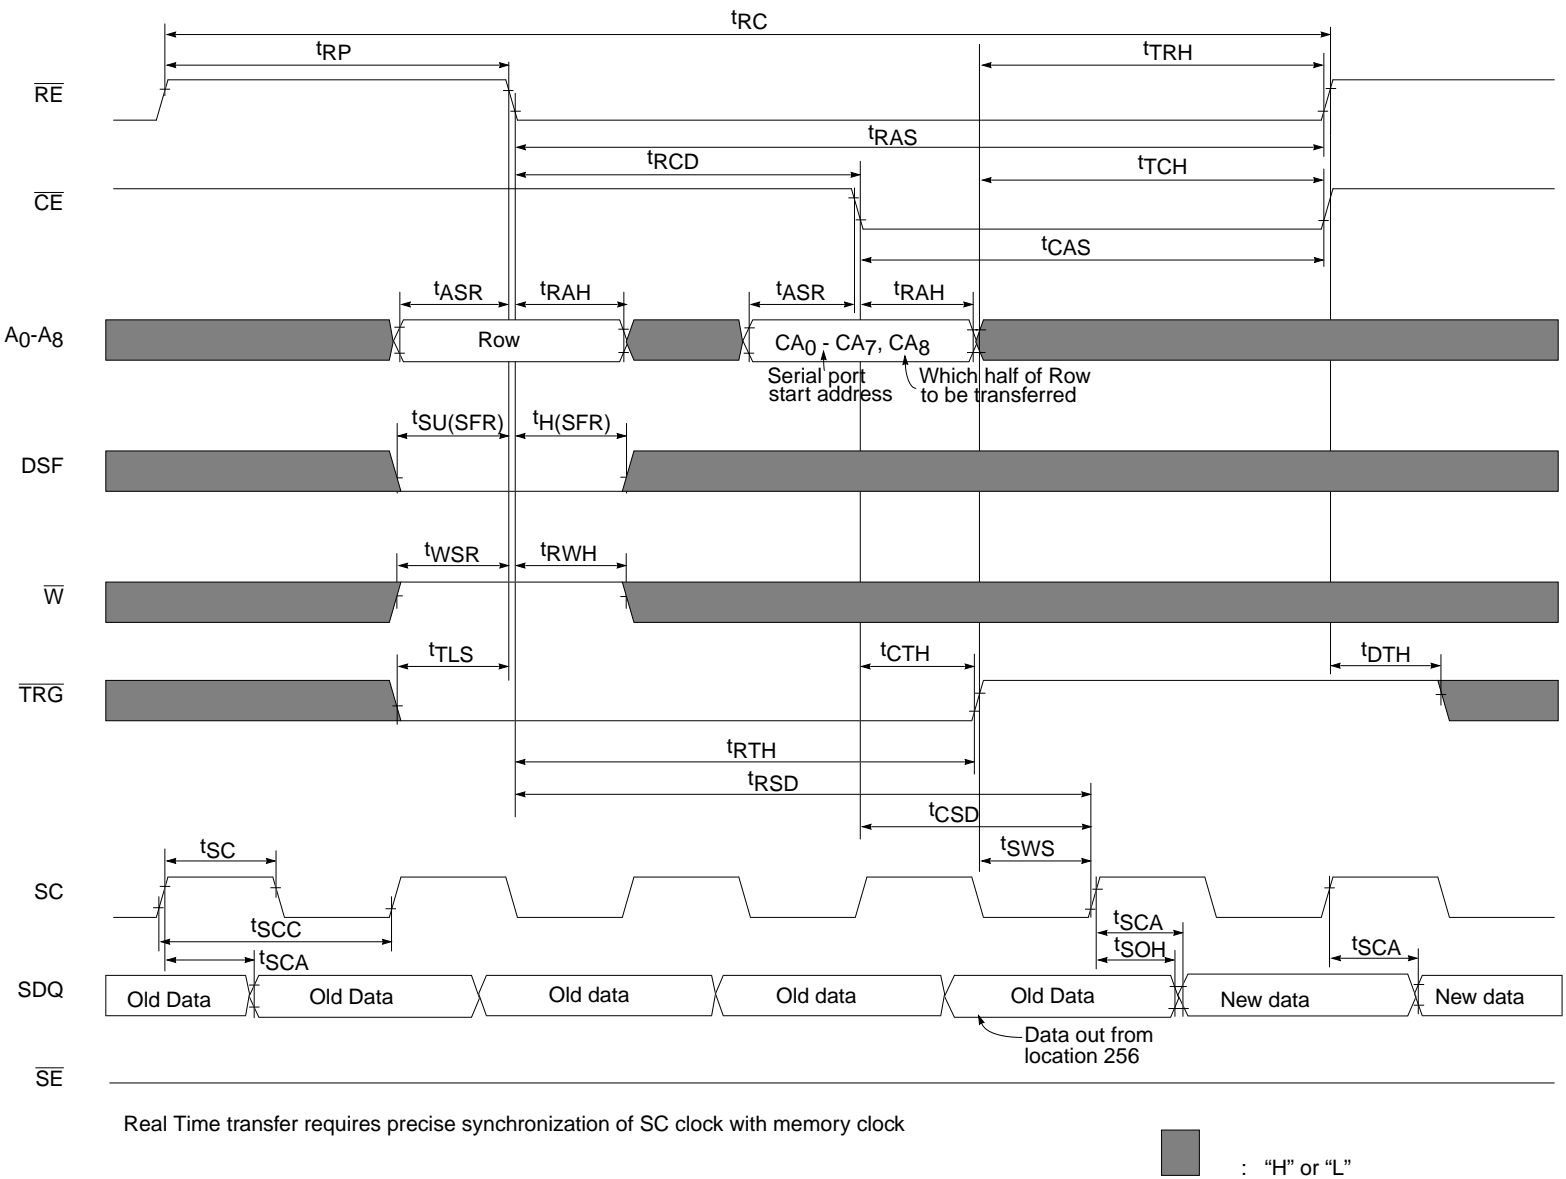 tRC
tRP
tTRH
RE
tRAS
tRCD
tTCH
CE
tCAS
tASR
tRAH
tASR
tRAH
A0-A8
Row
CA0 - CA7, CA8
Serial port
start address
Which half of Row
to be transferred
tSU(SFR)
tH(SFR)
DSF
tWSR
tRWH
W
tTLS
tCTH
tDTH
TRG
tRTH
tRSD
tCSD
tSC
tSWS
SC
tSCC
tSCA
tSCA
tSOH
tSCA
SDQ
Old Data
Old Data
Old data
Old data
Old Data
New data
New data
Data out from
location 256
SE
Real Time transfer requires precise synchronization of SC clock with memory clock
: “H” or “L”